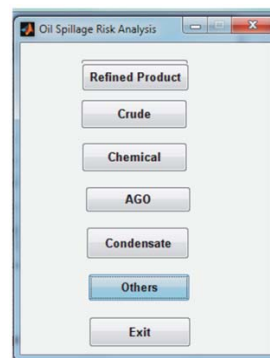 Oil Spillage Risk Analysis
Refined Product
Crude
Chemical
AGO
Condensate
Others
Exit